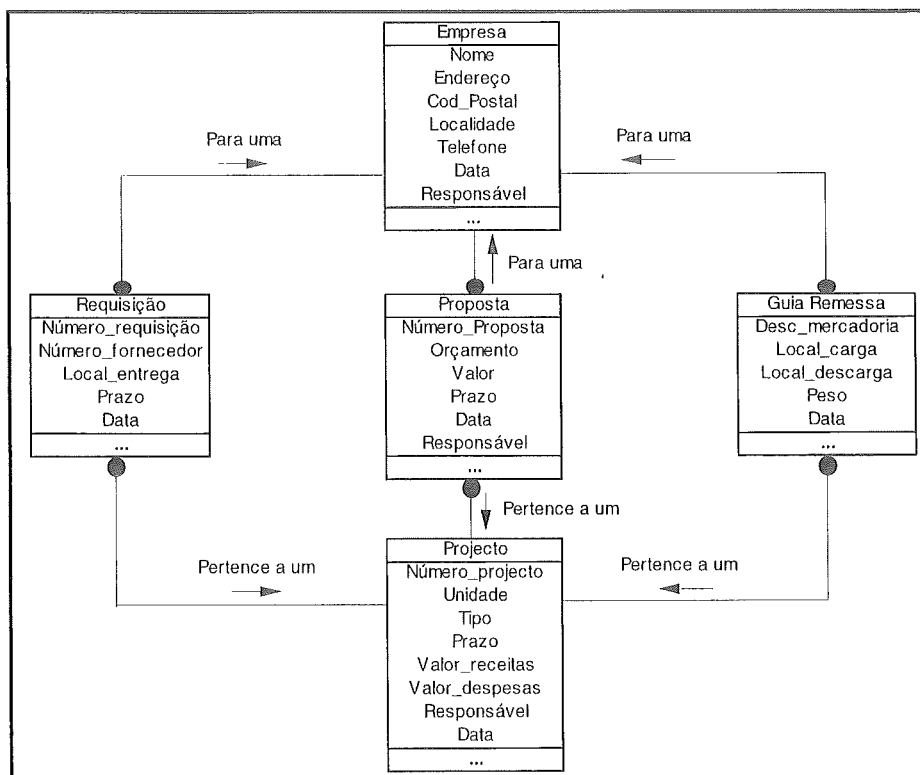 Empresa
Nome
Endereço
Cod_Postal
Localidade
Telefone
Data
Responsável
...
Para uma
Para uma
Para uma
Requisição
Número_requisição
Número_fornecedor
Local_entrega
Prazo
Data
...
Proposta
Número_Proposta
Orçamento
Valor
Prazo
Data
Responsável
...
Guia Remessa
Desc_mercadoria
Local_carga
Local_descarga
Peso
Data
...
Pertence a um
Pertence a um
Pertence a um
Projecto
Número_projecto
Unidade
Tipo
Prazo
Valor_receitas
Valor_despesas
Responsável
Data
...